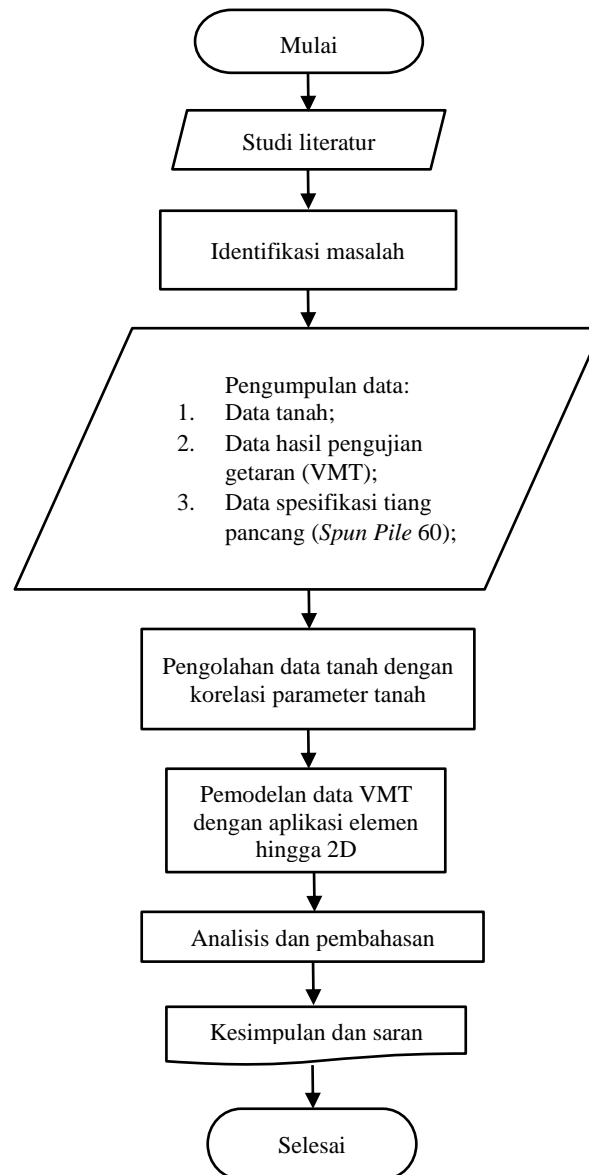 Mulai
Studi literatur
Identifikasi masalah
Pengumpulan data:
1. Data tanah;
2. Data hasil pengujian
getaran (VMT);
3. Data spesifikasi tiang
pancang (Spun Pile 60);
Pengolahan data tanah dengan
korelasi parameter tanah
Pemodelan data VMT
dengan aplikasi elemen
hingga 2D
Analisis dan pembahasan
Kesimpulan dan saran
Selesai